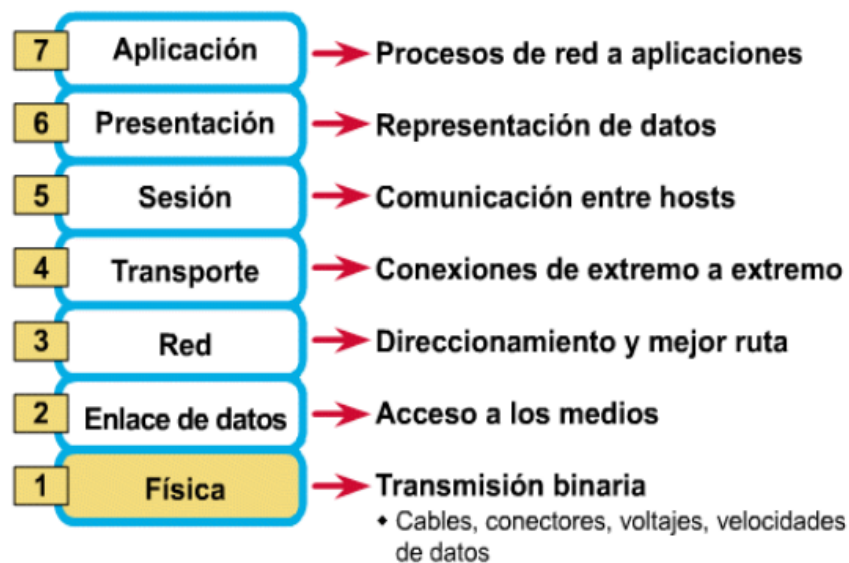 7 Aplicación Procesos de red a aplicaciones
6 Presentación Representación de datos
5 Sesión Comunicación entre hosts
4 Transporte Conexiones de extremo a extremo
3 Red Direccionamiento y mejor ruta
2 Enlace de datos Acceso a los medios
1 Física Transmisión binaria
Cables, conectores, voltajes, velocidades
de datos